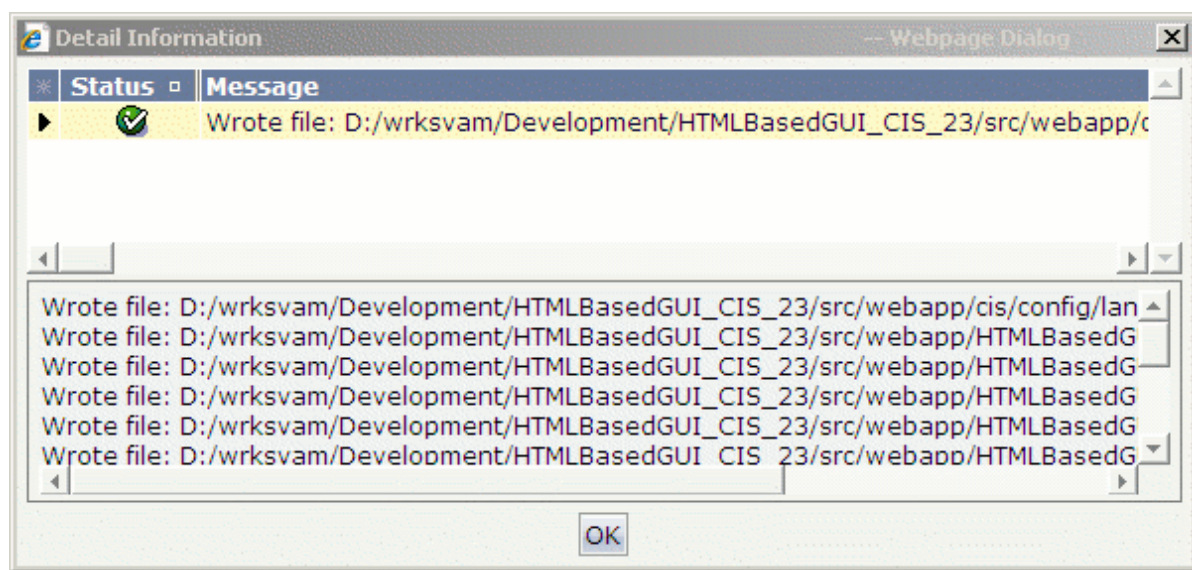 Detail Information -- Webpage Dialog
Status Message
Wrote file: D:/wrksvam/Development/HTMLBasedGUI_CIS_23/src/webapp/c
Wrote file: D:/wrksvam/Development/HTMLBasedGUI_CIS_23/src/webapp/cis/config/lan
Wrote file: D:/wrksvam/Development/HTMLBasedGUI_CIS_23/src/webapp/HTMLBasedG
Wrote file: D:/wrksvam/Development/HTMLBasedGUI_CIS_23/src/webapp/HTMLBasedG
Wrote file: D:/wrksvam/Development/HTMLBasedGUI_CIS_23/src/webapp/HTMLBasedG
Wrote file: D:/wrksvam/Development/HTMLBasedGUI_CIS_23/src/webapp/HTMLBasedG
Wrote file: D:/wrksvam/Development/HTMLBasedGUI_CIS_23/src/webapp/HTMLBasedG
OK